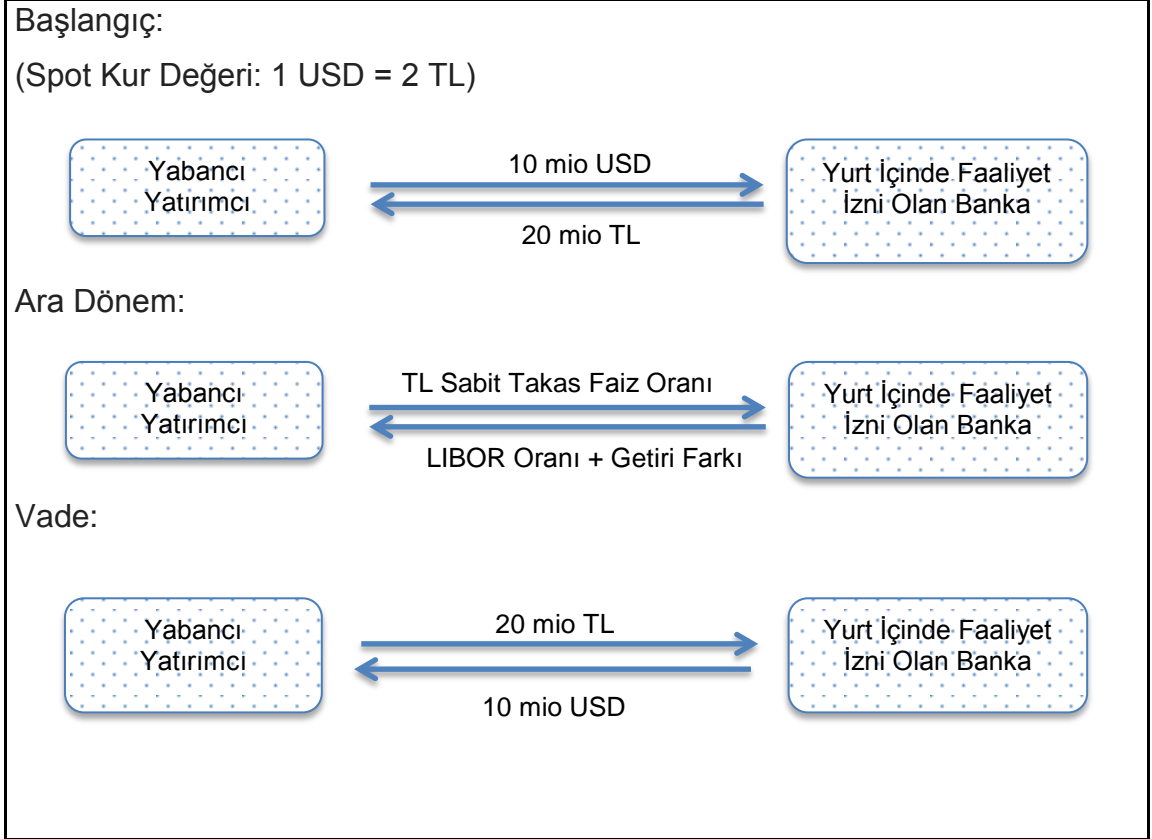 Başlangıç:
(Spot Kur Değeri: 1 USD = 2 TL)
Yabancı
Yatırımcı
10 mio USD
20 mio TL
Yurt İçinde Faaliyet
İzni Olan Banka
Ara Dönem:
Yabancı
Yatırımcı
TL Sabit Takas Faiz Oranı
LIBOR Oranı + Getiri Farkı
Yurt İçinde Faaliyet
İzni Olan Banka
Vade:
Yabancı
Yatırımcı
20 mio TL
10 mio USD
Yurt İçinde Faaliyet
İzni Olan Banka